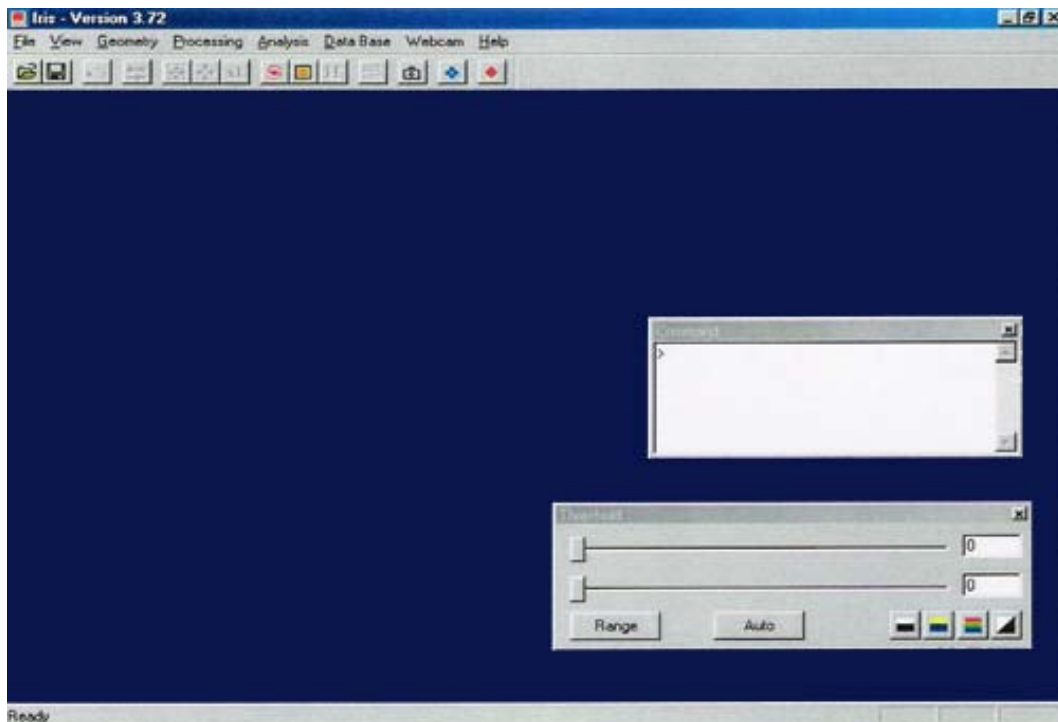 Iris - Version 3.72
File View Geometry Processing Analysis Data Base Webcam Help
Command
>
Threshold
0
0
Range Auto
Ready